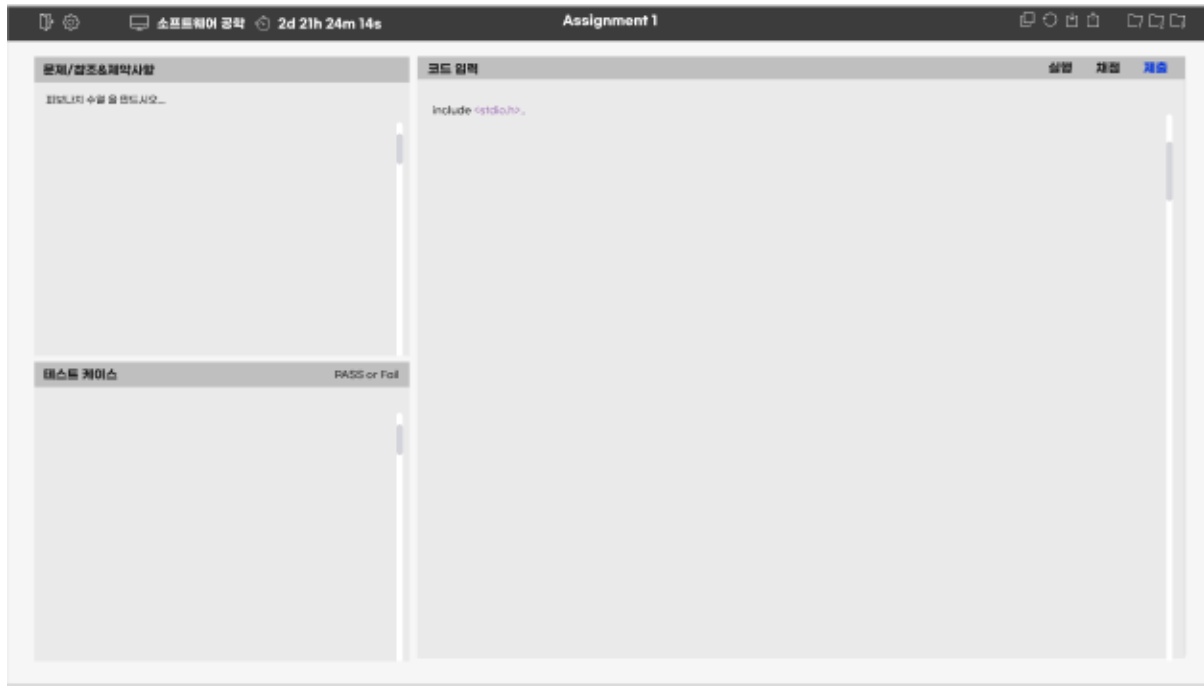 소프트웨어 공학 2d 21h 24m 14s
Assignment 1
문제/참조&제약사항
피보나치 수열 을 만드시오...
테스트 케이스 PASS or Fail
코드 입력 실행 채점 제출
include <stdio.h>,